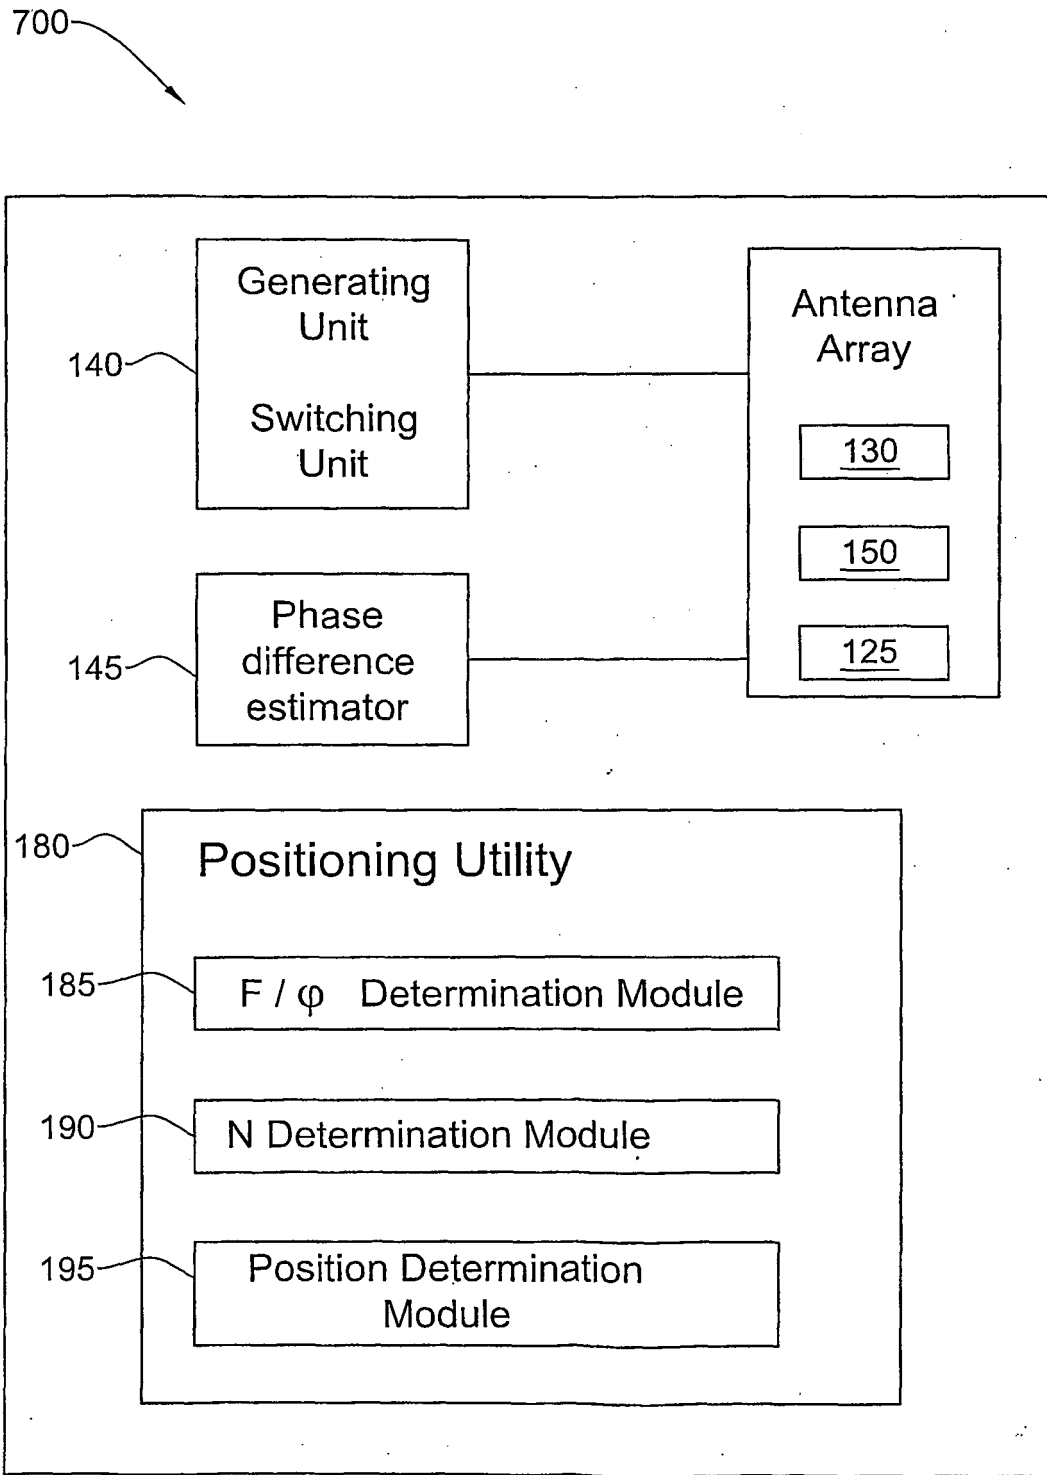 700
Generating
Unit
140
Switching
Unit
Antenna
Array
130
150
125
Phase
difference
estimator
145
180
Positioning Utility
185
F / φ Determination Module
190
N Determination Module
195
Position Determination
Module